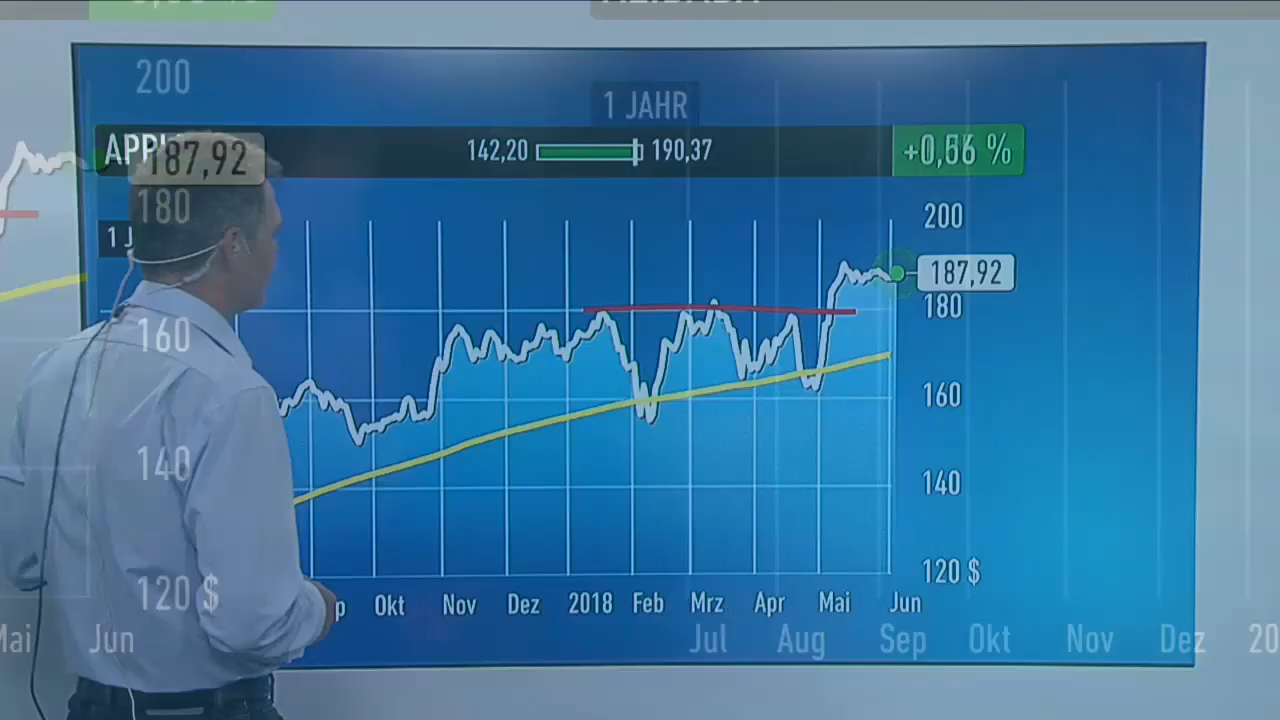 200
1 JAHR
142,20 190,37 +0,56 %
187,92
180
1 J
200
187,92
180
160
160
140
140
120 $
120 $
Okt Nov Dez 2018 Feb Mrz Apr Mai Jun
Mai Jun Jul Aug Sep Okt Nov Dez 20